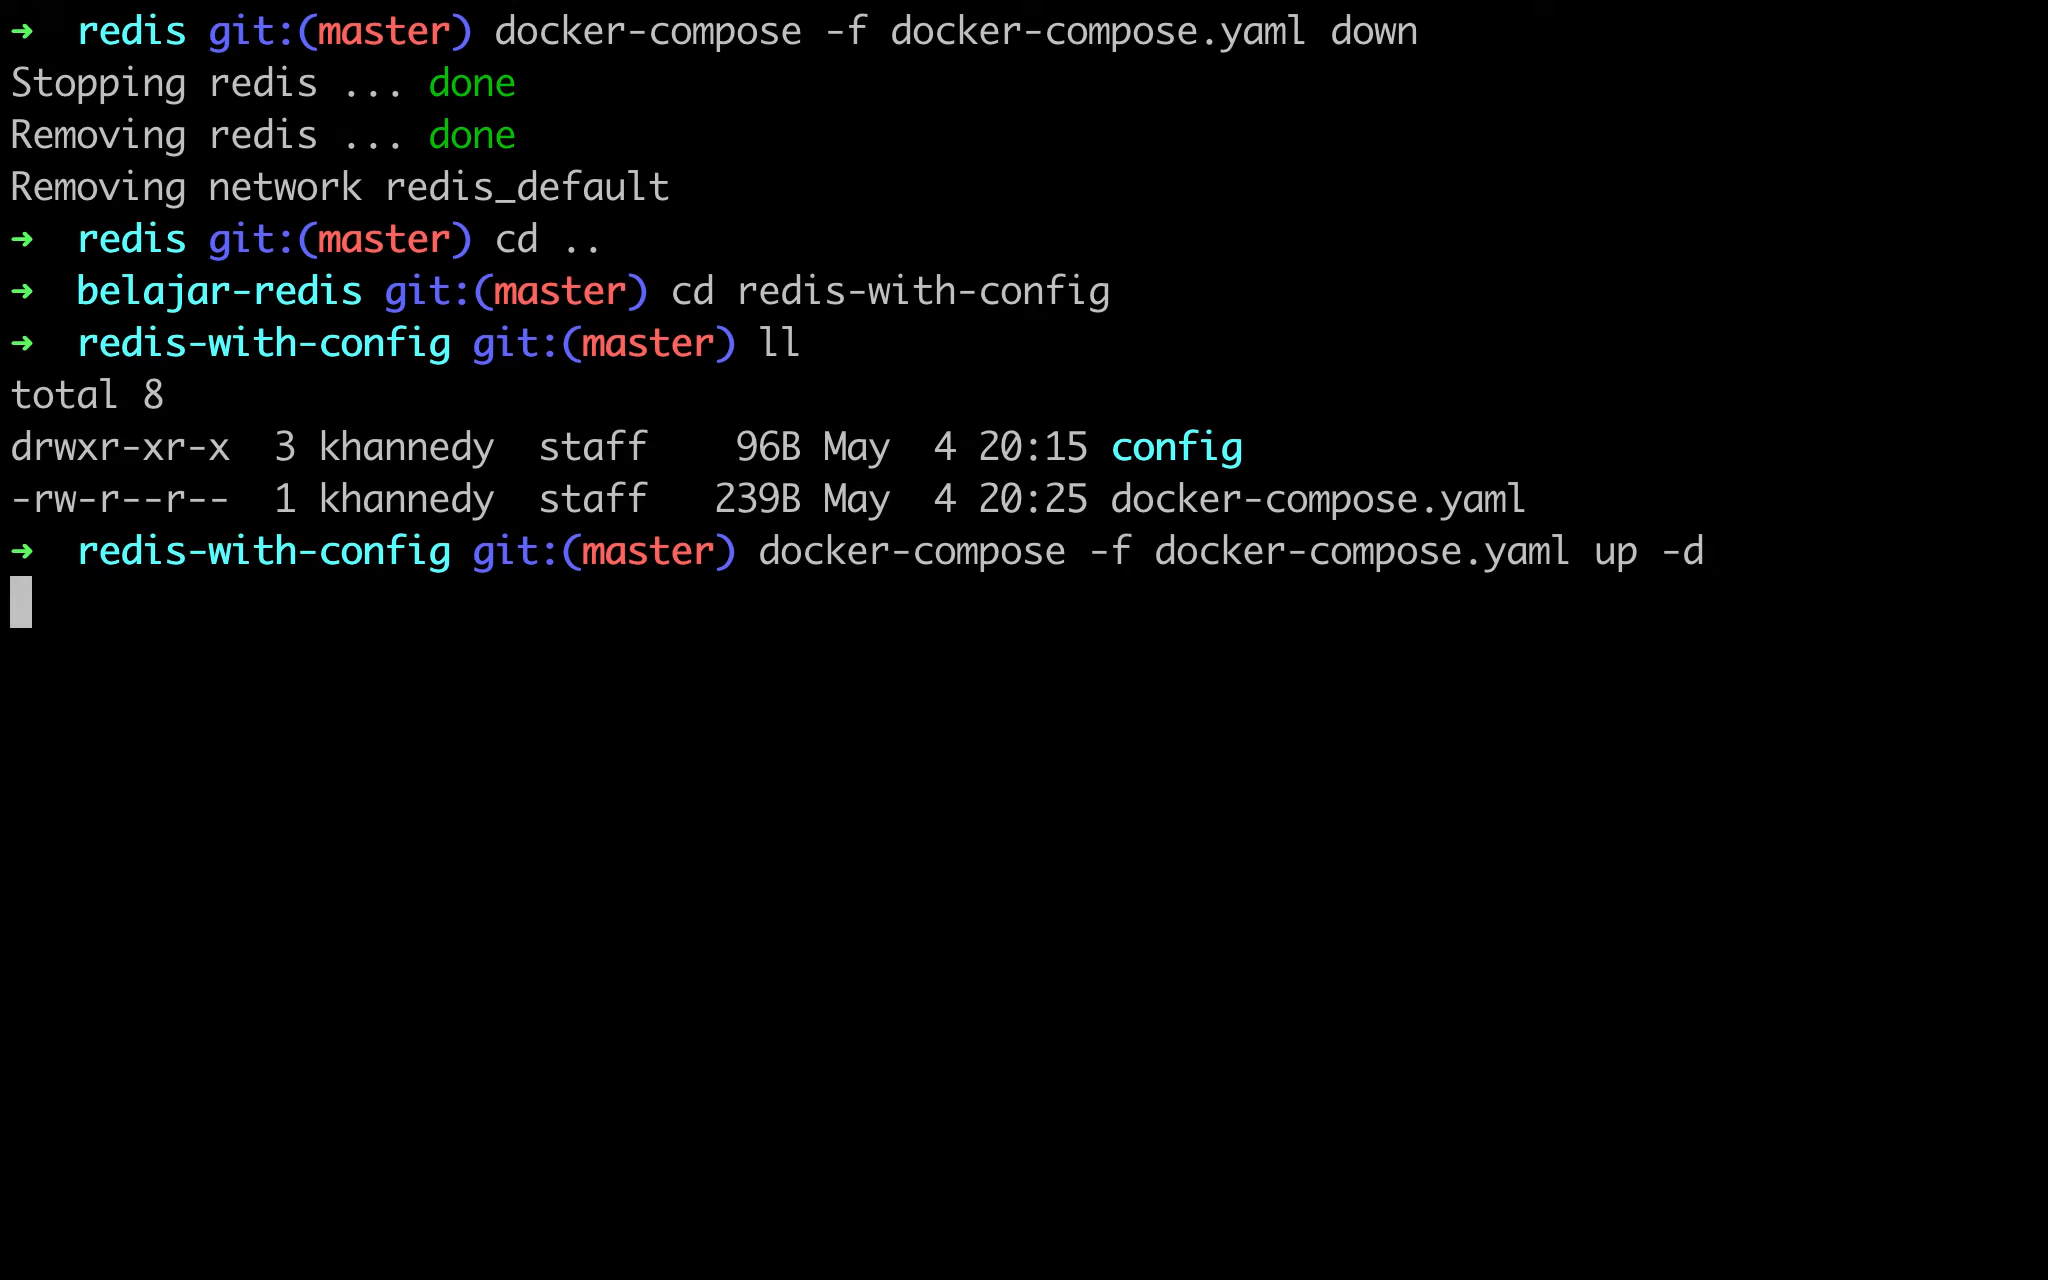 ➜  redis git:(master) docker-compose -f docker-compose.yaml down
Stopping redis ... done
Removing redis ... done
Removing network redis_default
➜  redis git:(master) cd ..
➜  belajar-redis git:(master) cd redis-with-config
➜  redis-with-config git:(master) ll
total 8
drwxr-xr-x  3 khannedy  staff    96B May  4 20:15 config
-rw-r--r--  1 khannedy  staff   239B May  4 20:25 docker-compose.yaml
➜  redis-with-config git:(master) docker-compose -f docker-compose.yaml up -d